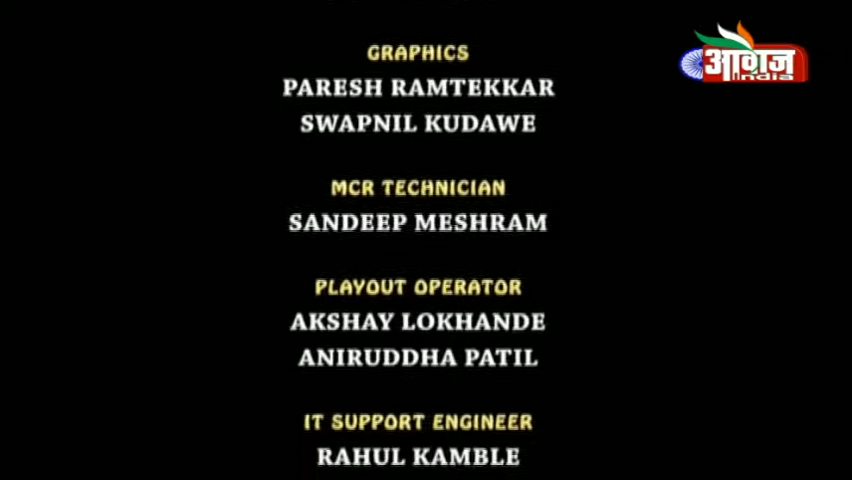 GRAPHICS
PARESH RAMTEKKAR
SWAPNIL KUDAWE
MCR TECHNICIAN
SANDEEP MESHRAM
PLAYOUT OPERATOR
AKSHAY LOKHANDE
ANIRUDDHA PATIL
IT SUPPORT ENGINEER
RAHUL KAMBLE
आगाज
India